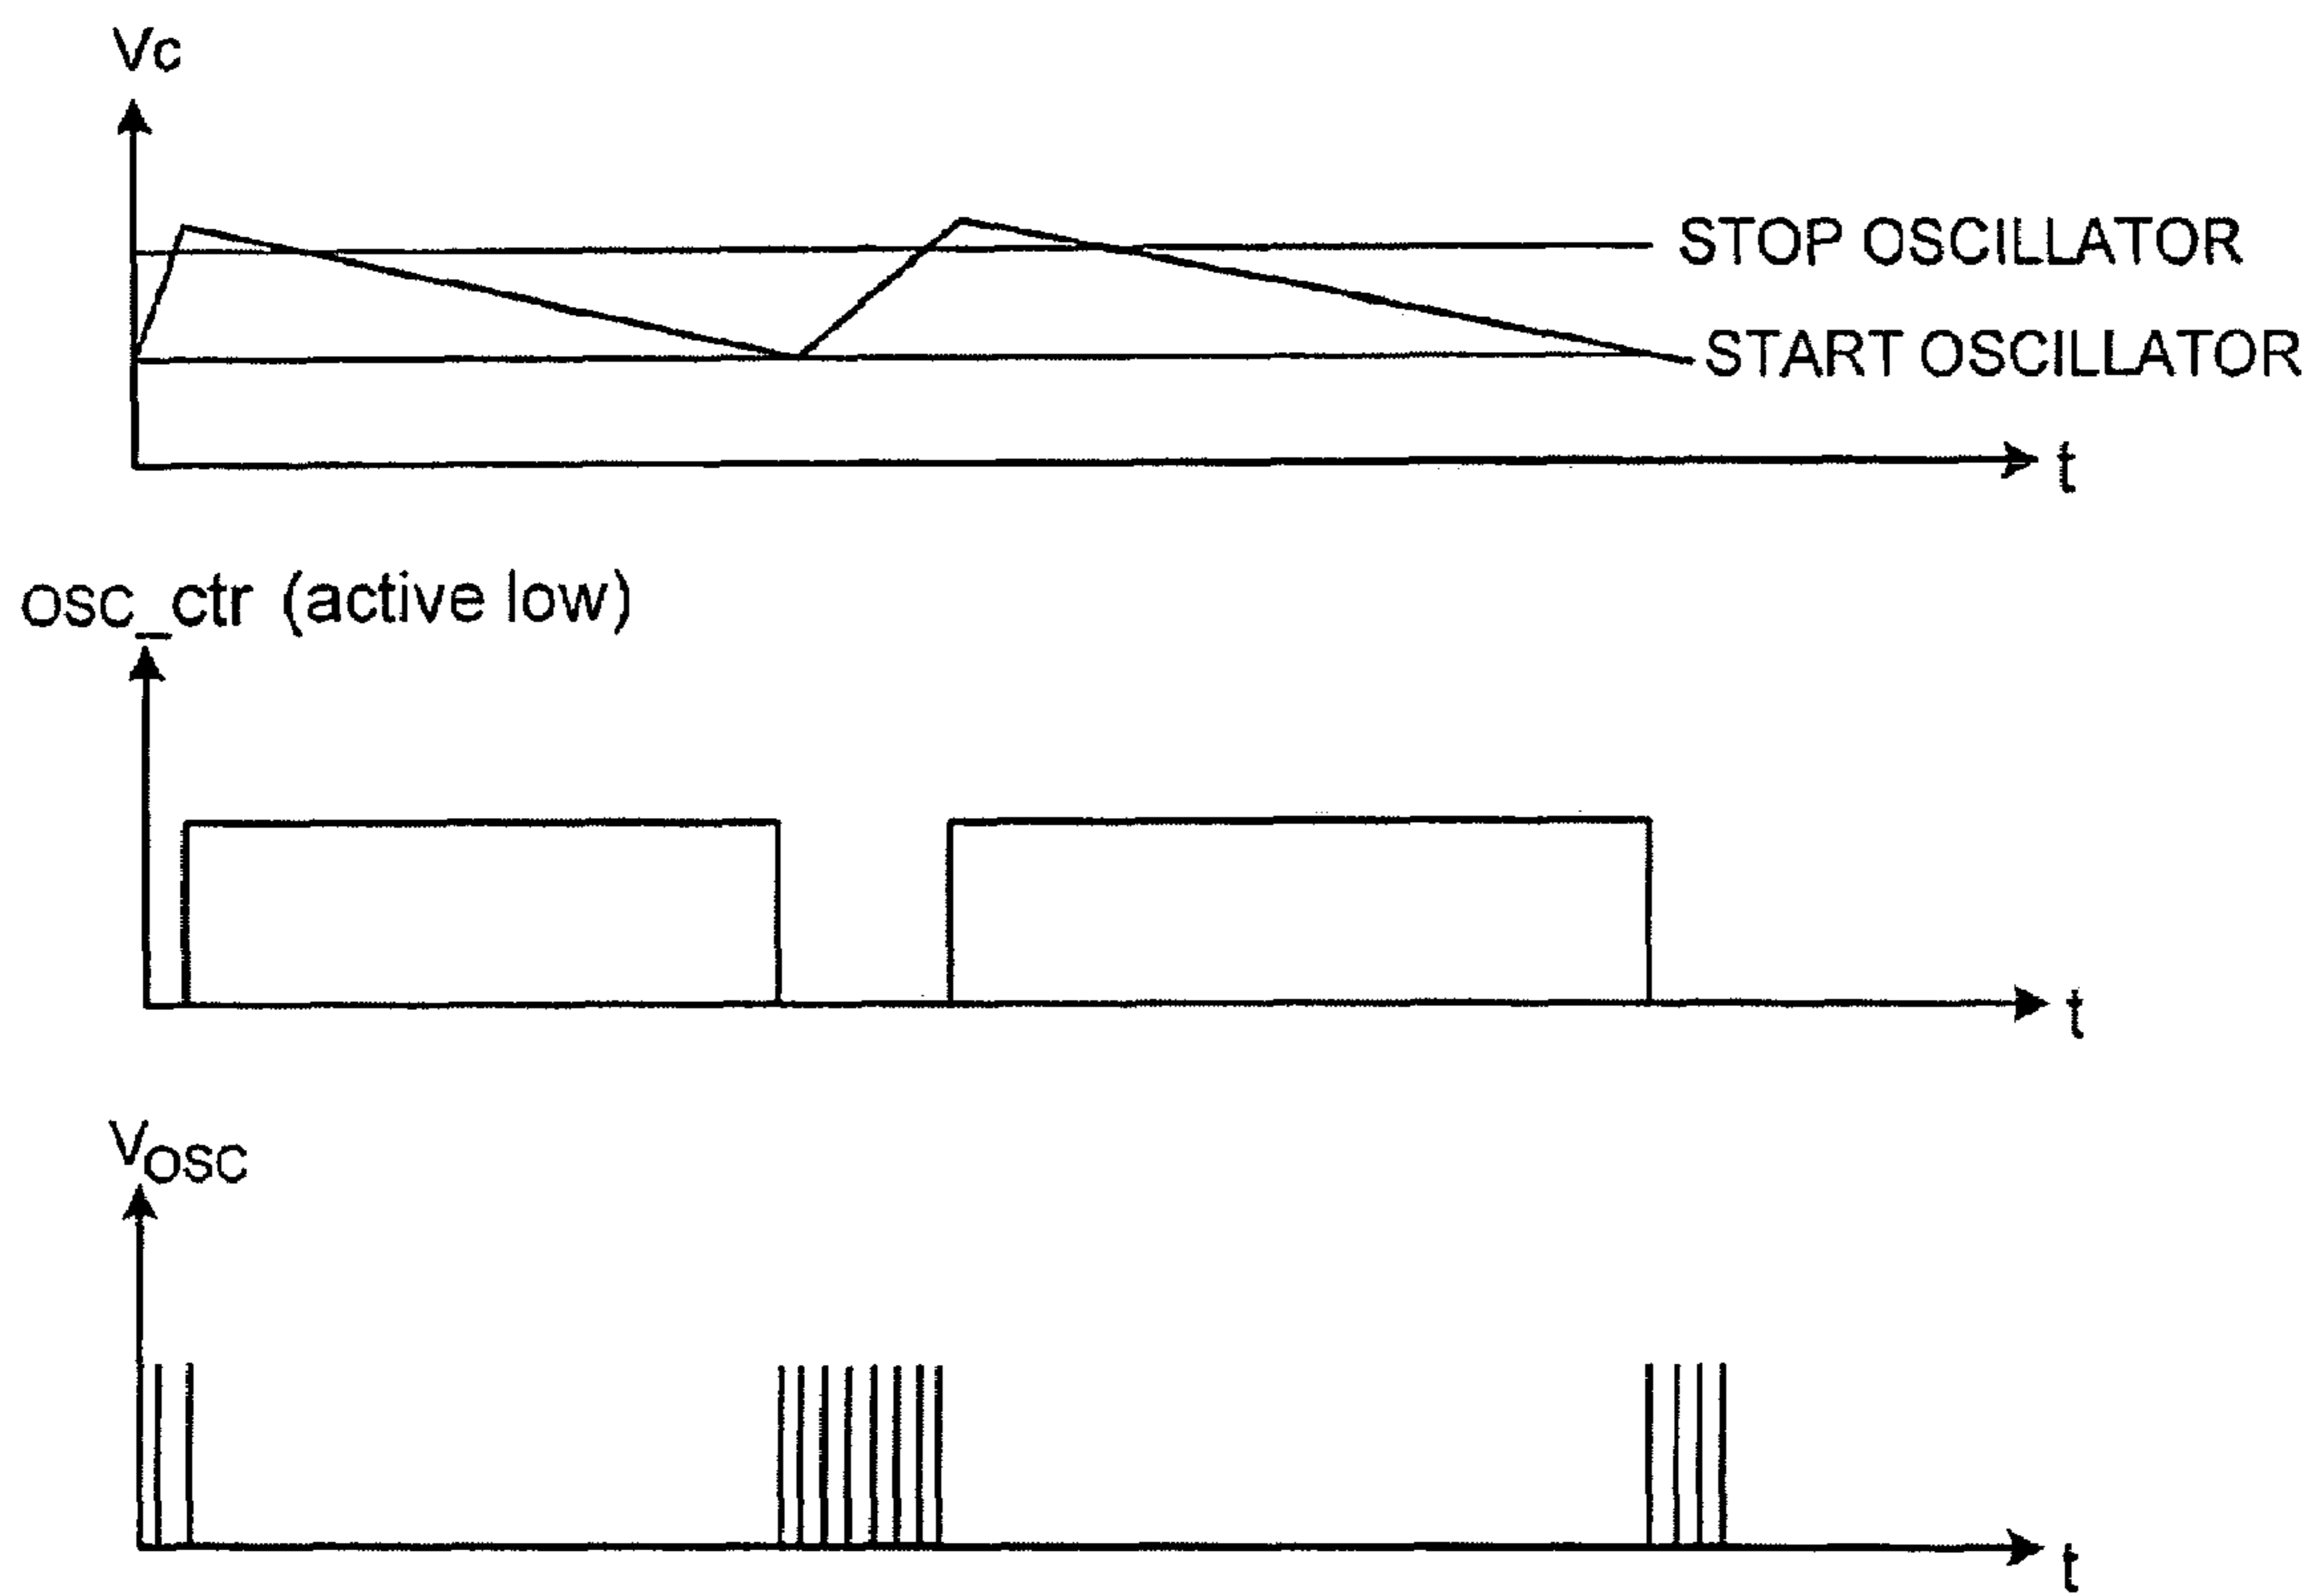 Vc
STOP OSCILLATOR
START OSCILLATOR
t
osc_ctr (active low)
t
VOSC
t